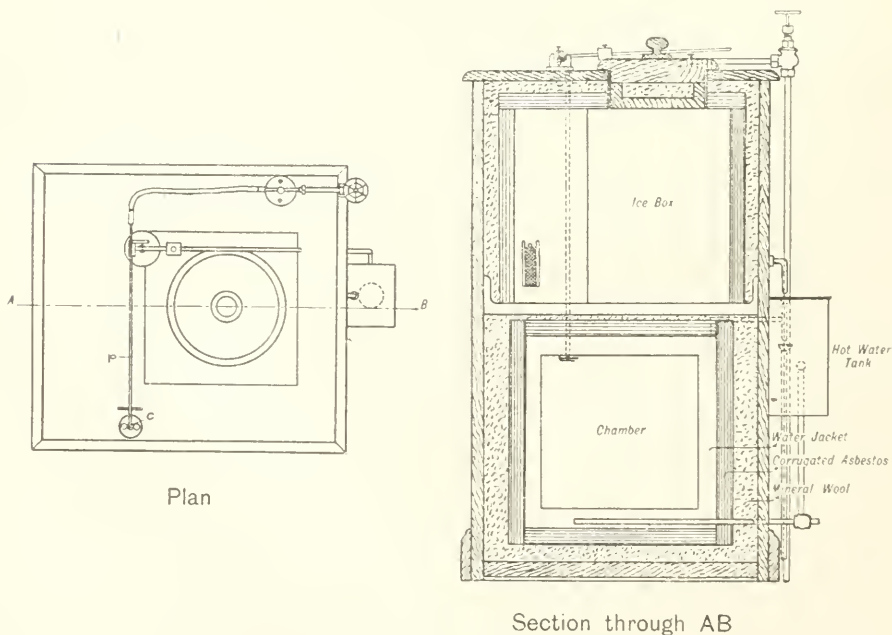 A
B
P
C
Plan
Ice Box
Hot Water
Tank
Chamber
Water Jacket
Corrugated Asbestos
Mineral Wool
Section through AB